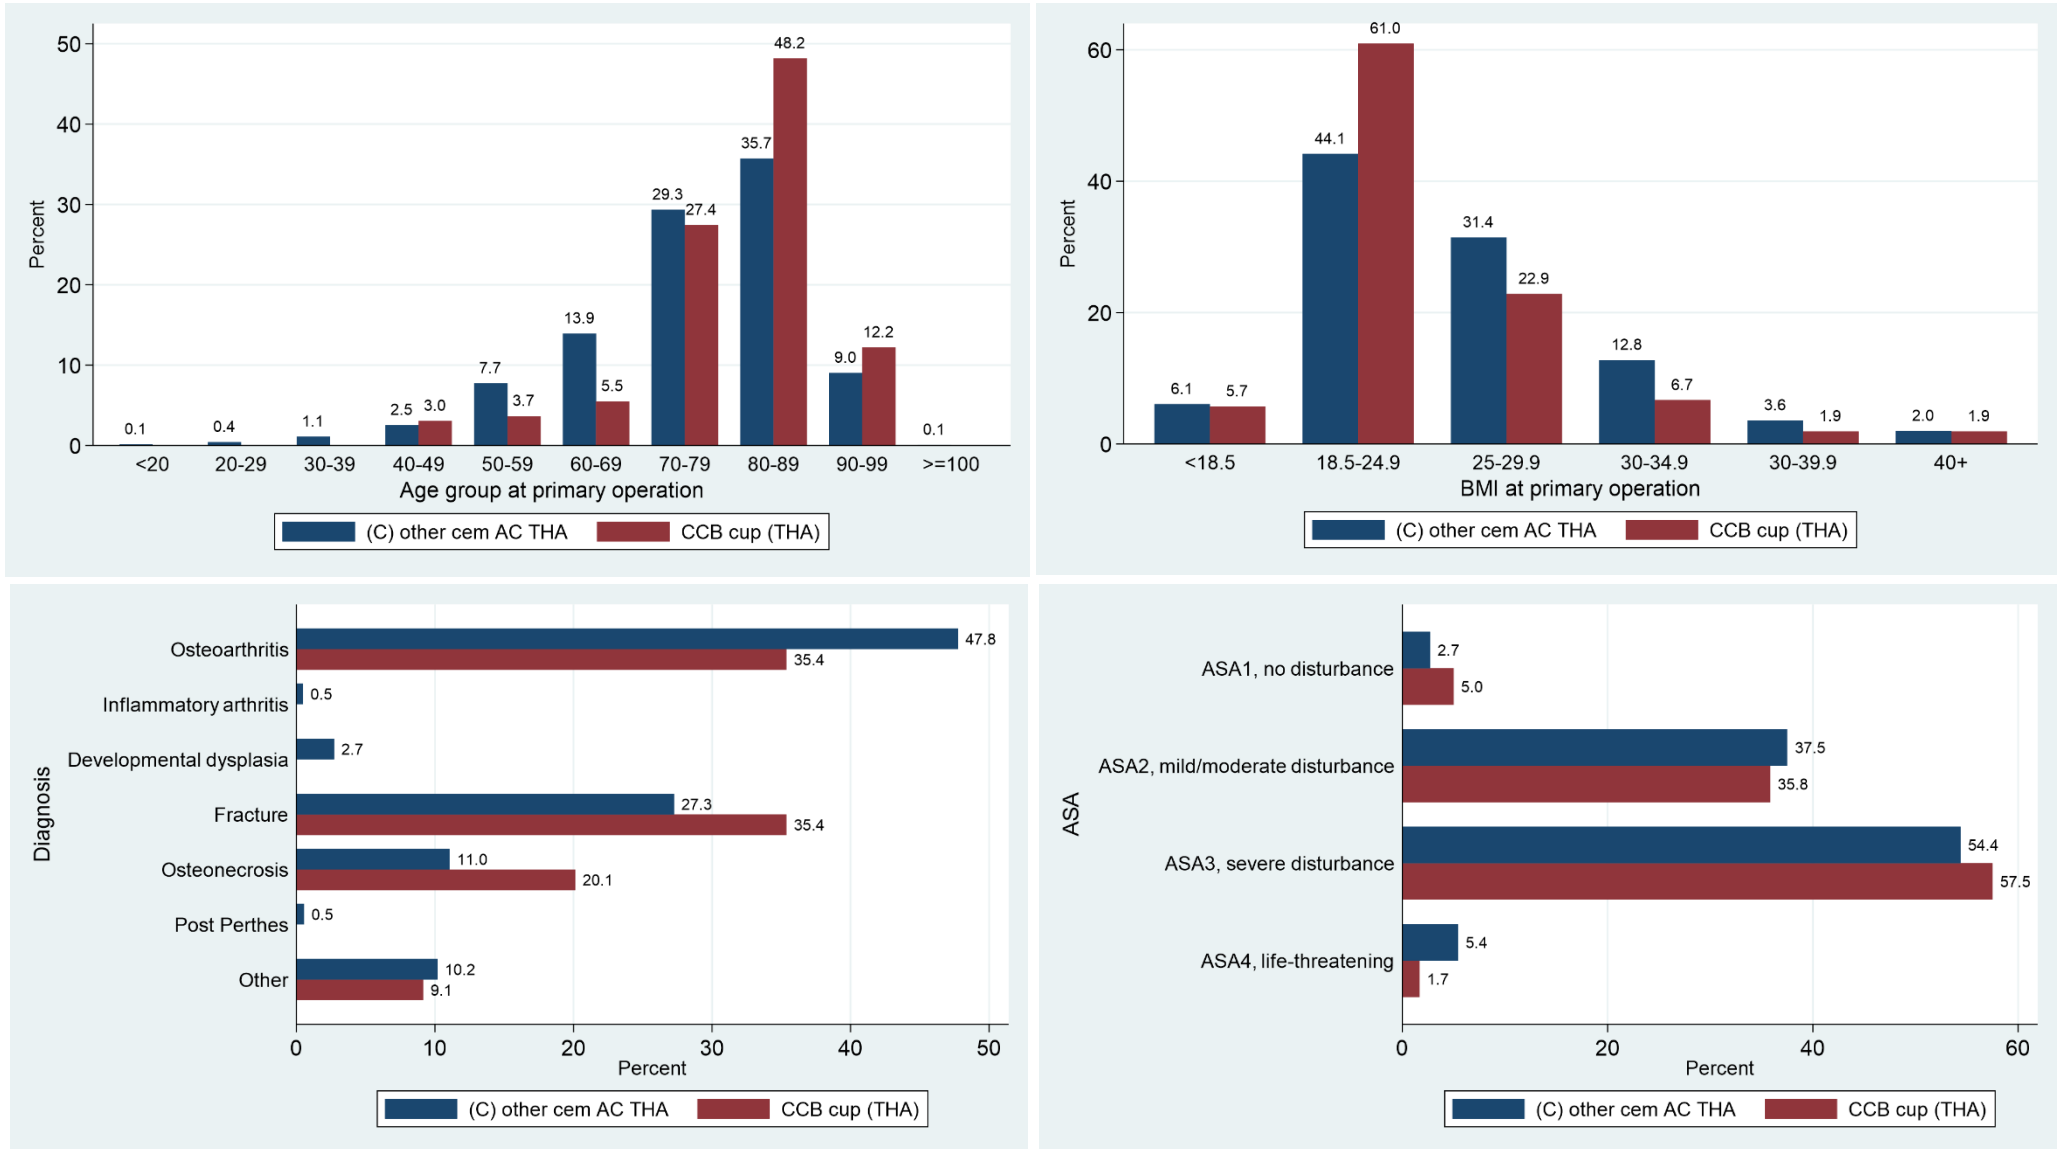 50
40
30
20
10
0
Percent
0.1
0.4
1.1
2.5
3.0
7.7
3.7
13.9
5.5
29.3
27.4
35.7
48.2
9.0
12.2
0.1
<20 20-29 30-39 40-49 50-59 60-69 70-79 80-89 90-99 >=100
Age group at primary operation
(C) other cem AC THA CCB cup (THA)
60
40
20
0
Percent
6.1
5.7
44.1
61.0
31.4
22.9
12.8
6.7
3.6
1.9
2.0
1.9
<18.5 18.5-24.9 25-29.9 30-34.9 30-39.9 40+
BMI at primary operation
(C) other cem AC THA CCB cup (THA)
Diagnosis
Osteoarthritis
47.8
35.4
Inflammatory arthritis
0.5
Developmental dysplasia
2.7
Fracture
27.3
35.4
Osteonecrosis
11.0
20.1
Post Perthes
0.5
Other
10.2
9.1
0 10 20 30 40 50
Percent
(C) other cem AC THA CCB cup (THA)
ASA
ASA1, no disturbance
2.7
5.0
ASA2, mild/moderate disturbance
37.5
35.8
ASA3, severe disturbance
54.4
57.5
ASA4, life-threatening
5.4
1.7
0 20 40 60
Percent
(C) other cem AC THA CCB cup (THA)